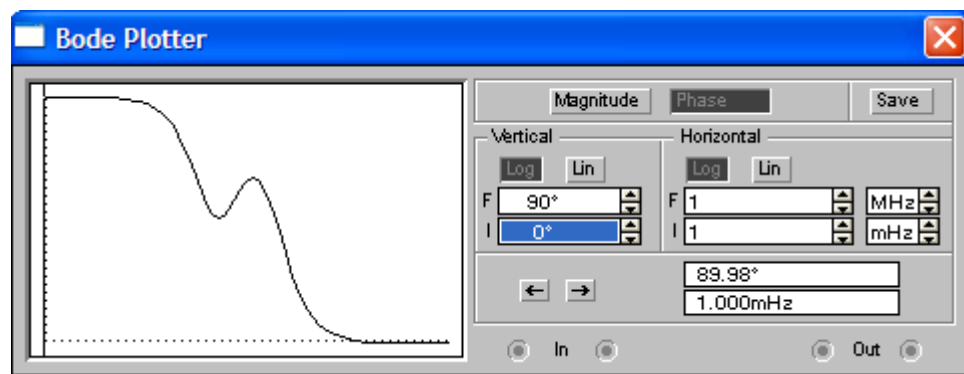 Bode Plotter
Magnitude Phase Save
Vertical Horizontal
Log Lin Log Lin
F 90° F 1 MHz
I 0° I 1 mHz
← → 89.98°
1.000mHz
In Out